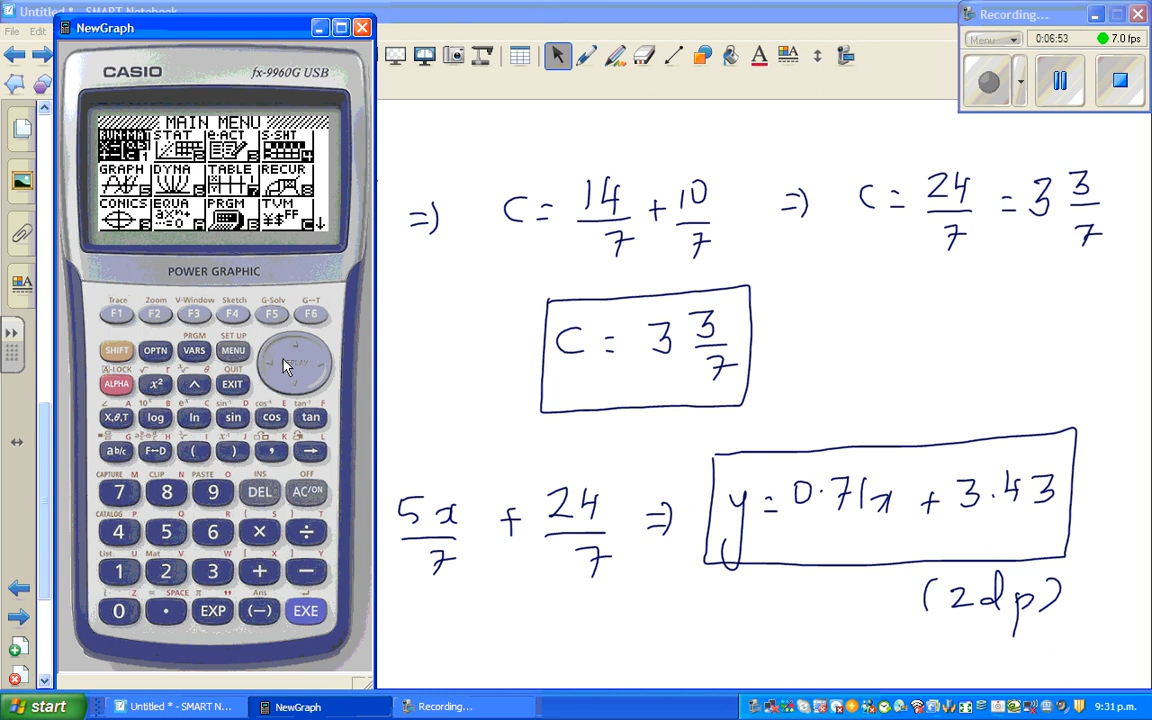 Untitled * - SMART Notebook
File
Edit
NewGraph
CASIO
fx-9960G USB
MAIN MENU
RUN·MAT STAT e·ACT S·SHT
GRAPH DYNA TABLE RECUR
CONICS EQUA PRGM TVM
POWER GRAPHIC
Trace Zoom V-Window Sketch G-Solv G↔T
F1 F2 F3 F4 F5 F6
PRGM SET UP
SHIFT OPTN VARS MENU
REPLAY
A-LOCK QUIT
ALPHA x² ^ EXIT
X,θ,T log ln sin cos tan
ab/c F↔D ( ) , →
CAPTURE M CLIP N PASTE O INS OFF
7 8 9 DEL AC/ON
CATALOG P Q R S T
4 5 6 × ÷
List U Mat V W X Y
1 2 3 + −
Z SPACE Ans
0 . EXP (−) EXE
Recording...
Menu
0:06:53
7.0 fps
⇒ C = 14/7 + 10/7 ⇒ C = 24/7 = 3 3/7
C = 3 3/7
5x/7 + 24/7 ⇒ y = 0.71x + 3.43
(2dp)
start
Untitled * - SMART N...
NewGraph
Recording...
9:31 p.m.